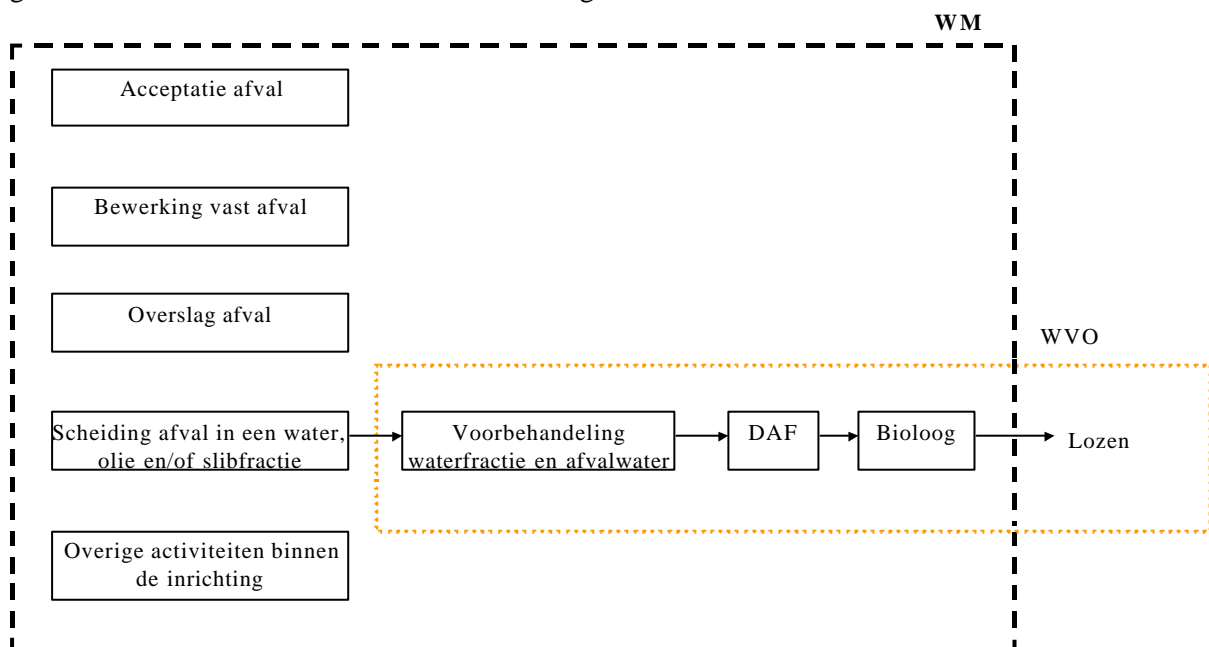 WM
Acceptatie afval
Bewerking vast afval
Overslag afval
WVO
Scheiding afval in een water,
olie en/of slibfractie
Voorbehandeling
waterfractie en afvalwater
DAF
Bioloog
Lozen
Overige activiteiten binnen
de inrichting